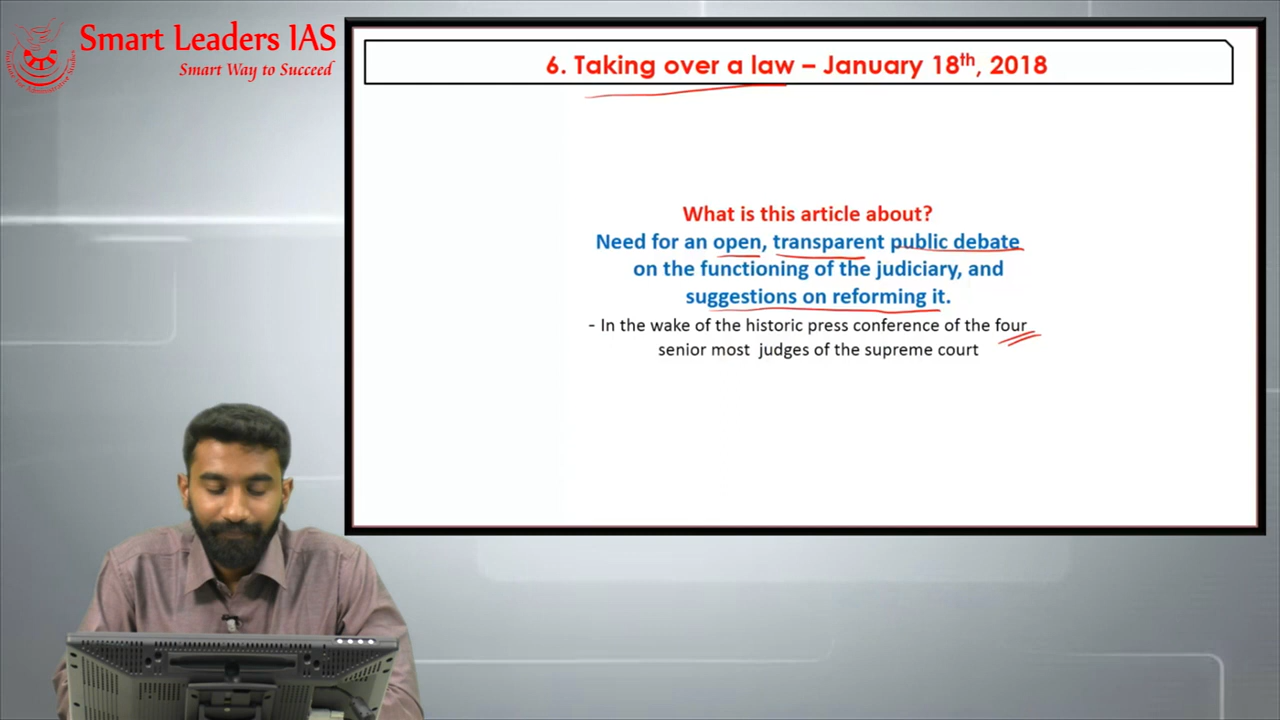 Smart Leaders IAS
Smart Way to Succeed
6. Taking over a law – January 18th, 2018
What is this article about?
Need for an open, transparent public debate
on the functioning of the judiciary, and
suggestions on reforming it.
- In the wake of the historic press conference of the four
senior most judges of the supreme court